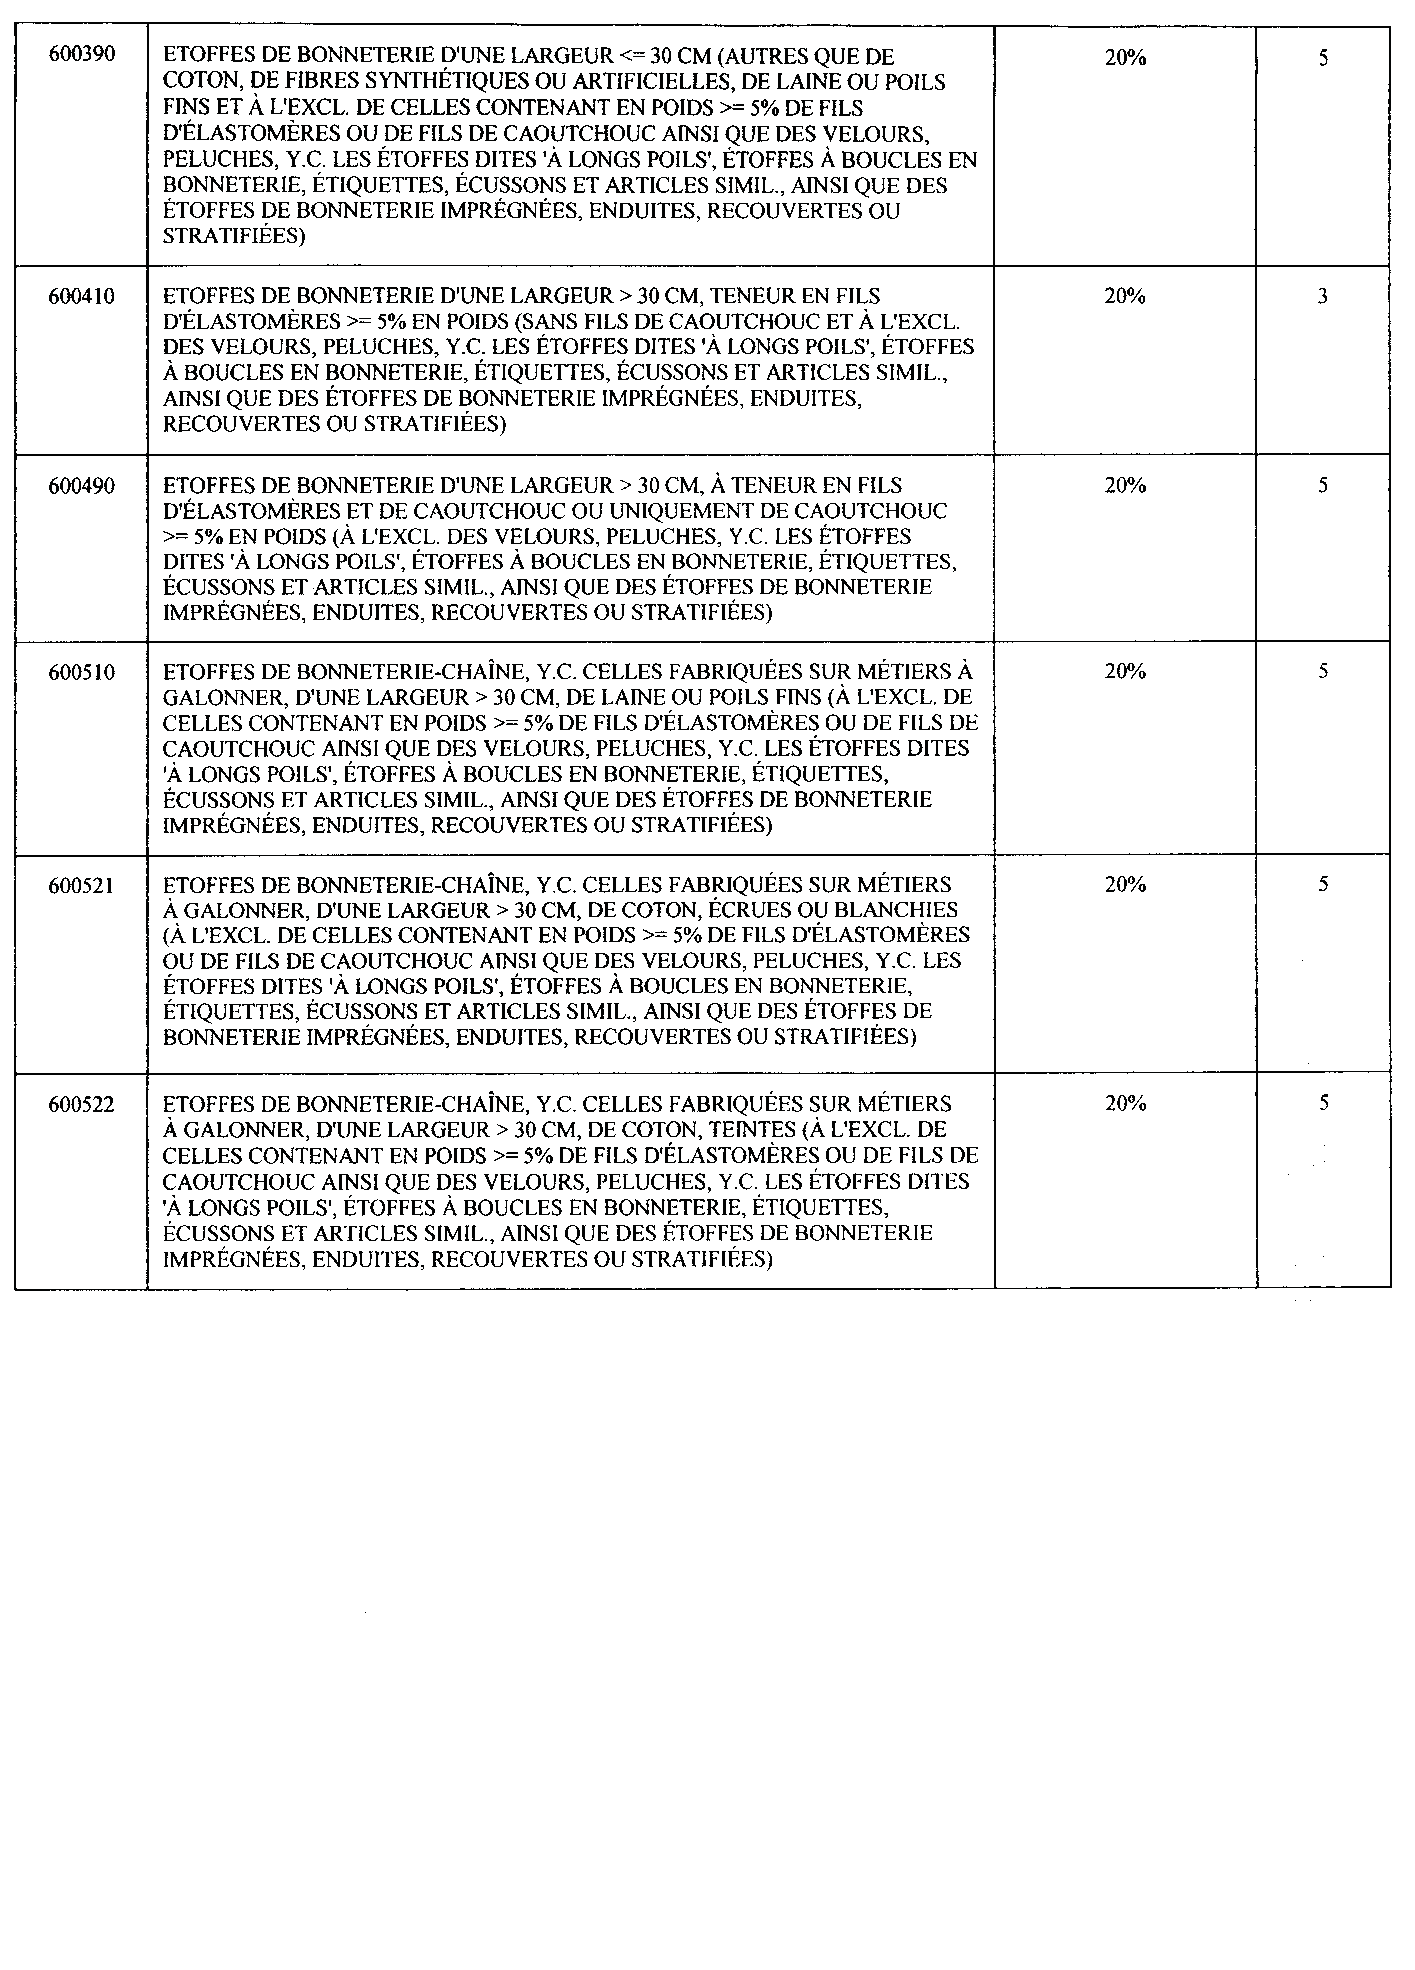 600390
ETOFFES DE BONNETERIE D'UNE LARGEUR <= 30 CM (AUTRES QUE DE
COTON, DE FIBRES SYNTHÉTIQUES OU ARTIFICIELLES, DE LAINE OU POILS
FINS ET À L'EXCL. DE CELLES CONTENANT EN POIDS >= 5% DE FILS
D'ÉLASTOMÈRES OU DE FILS DE CAOUTCHOUC AINSI QUE DES VELOURS,
PELUCHES, Y.C. LES ÉTOFFES DITES 'À LONGS POILS', ÉTOFFES À BOUCLES EN
BONNETERIE, ÉTIQUETTES, ÉCUSSONS ET ARTICLES SIMIL., AINSI QUE DES
ÉTOFFES DE BONNETERIE IMPRÉGNÉES, ENDUITES, RECOUVERTES OU
STRATIFIÉES)
20%
5
600410
ETOFFES DE BONNETERIE D'UNE LARGEUR > 30 CM, TENEUR EN FILS
D'ÉLASTOMÈRES >= 5% EN POIDS (SANS FILS DE CAOUTCHOUC ET À L'EXCL.
DES VELOURS, PELUCHES, Y.C. LES ÉTOFFES DITES 'À LONGS POILS', ÉTOFFES
À BOUCLES EN BONNETERIE, ÉTIQUETTES, ÉCUSSONS ET ARTICLES SIMIL.,
AINSI QUE DES ÉTOFFES DE BONNETERIE IMPRÉGNÉES, ENDUITES,
RECOUVERTES OU STRATIFIÉES)
20%
3
600490
ETOFFES DE BONNETERIE D'UNE LARGEUR > 30 CM, À TENEUR EN FILS
D'ÉLASTOMÈRES ET DE CAOUTCHOUC OU UNIQUEMENT DE CAOUTCHOUC
>= 5% EN POIDS (À L'EXCL. DES VELOURS, PELUCHES, Y.C. LES ÉTOFFES
DITES 'À LONGS POILS', ÉTOFFES À BOUCLES EN BONNETERIE, ÉTIQUETTES,
ÉCUSSONS ET ARTICLES SIMIL., AINSI QUE DES ÉTOFFES DE BONNETERIE
IMPRÉGNÉES, ENDUITES, RECOUVERTES OU STRATIFIÉES)
20%
5
600510
ETOFFES DE BONNETERIE-CHAÎNE, Y.C. CELLES FABRIQUÉES SUR MÉTIERS À
GALONNER, D'UNE LARGEUR > 30 CM, DE LAINE OU POILS FINS (À L'EXCL. DE
CELLES CONTENANT EN POIDS >= 5% DE FILS D'ÉLASTOMÈRES OU DE FILS DE
CAOUTCHOUC AINSI QUE DES VELOURS, PELUCHES, Y.C. LES ÉTOFFES DITES
'À LONGS POILS', ÉTOFFES À BOUCLES EN BONNETERIE, ÉTIQUETTES,
ÉCUSSONS ET ARTICLES SIMIL., AINSI QUE DES ÉTOFFES DE BONNETERIE
IMPRÉGNÉES, ENDUITES, RECOUVERTES OU STRATIFIÉES)
20%
5
600521
ETOFFES DE BONNETERIE-CHAÎNE, Y.C. CELLES FABRIQUÉES SUR MÉTIERS
À GALONNER, D'UNE LARGEUR > 30 CM, DE COTON, ÉCRUES OU BLANCHIES
(À L'EXCL. DE CELLES CONTENANT EN POIDS >= 5% DE FILS D'ÉLASTOMÈRES
OU DE FILS DE CAOUTCHOUC AINSI QUE DES VELOURS, PELUCHES, Y.C. LES
ÉTOFFES DITES 'À LONGS POILS', ÉTOFFES À BOUCLES EN BONNETERIE,
ÉTIQUETTES, ÉCUSSONS ET ARTICLES SIMIL., AINSI QUE DES ÉTOFFES DE
BONNETERIE IMPRÉGNÉES, ENDUITES, RECOUVERTES OU STRATIFIÉES)
20%
5
600522
ETOFFES DE BONNETERIE-CHAÎNE, Y.C. CELLES FABRIQUÉES SUR MÉTIERS
À GALONNER, D'UNE LARGEUR > 30 CM, DE COTON, TEINTES (À L'EXCL. DE
CELLES CONTENANT EN POIDS >= 5% DE FILS D'ÉLASTOMÈRES OU DE FILS DE
CAOUTCHOUC AINSI QUE DES VELOURS, PELUCHES, Y.C. LES ÉTOFFES DITES
'À LONGS POILS', ÉTOFFES À BOUCLES EN BONNETERIE, ÉTIQUETTES,
ÉCUSSONS ET ARTICLES SIMIL., AINSI QUE DES ÉTOFFES DE BONNETERIE
IMPRÉGNÉES, ENDUITES, RECOUVERTES OU STRATIFIÉES)
20%
5